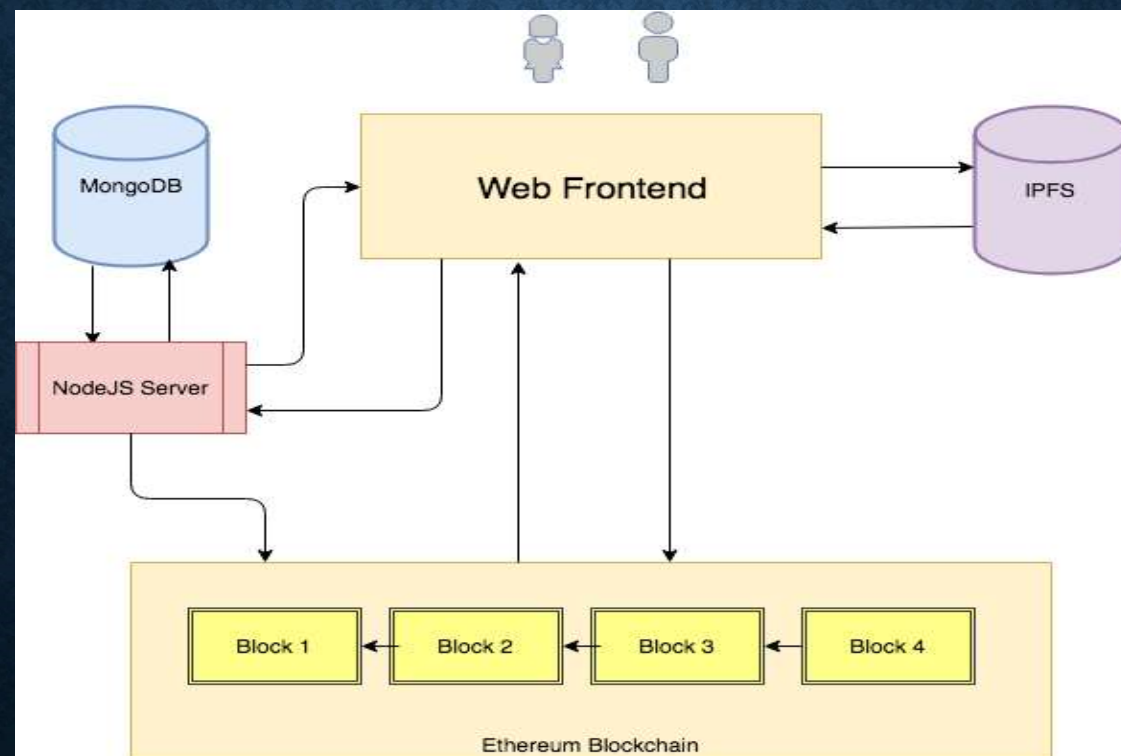 MongoDB
Web Frontend
IPFS
NodeJS Server
Block 1
Block 2
Block 3
Block 4
Ethereum Blockchain